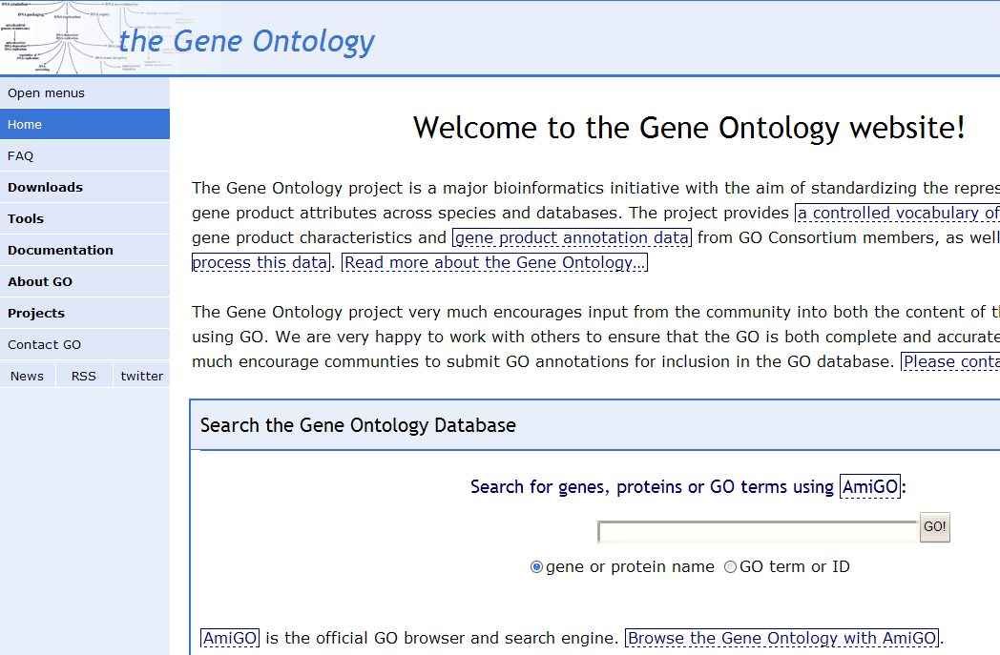 DNA metabolism
DNA packaging
DNA replication
DNA repair
the Gene Ontology
Open menus
Home
FAQ
Downloads
Tools
Documentation
About GO
Projects
Contact GO
News RSS twitter
Welcome to the Gene Ontology website!
The Gene Ontology project is a major bioinformatics initiative with the aim of standardizing the repres
gene product attributes across species and databases. The project provides a controlled vocabulary of
gene product characteristics and gene product annotation data from GO Consortium members, as well
process this data. Read more about the Gene Ontology...
The Gene Ontology project very much encourages input from the community into both the content of t
using GO. We are very happy to work with others to ensure that the GO is both complete and accurate
much encourage communties to submit GO annotations for inclusion in the GO database. Please conta
Search the Gene Ontology Database
Search for genes, proteins or GO terms using AmiGO:
GO!
gene or protein name GO term or ID
AmiGO is the official GO browser and search engine. Browse the Gene Ontology with AmiGO.